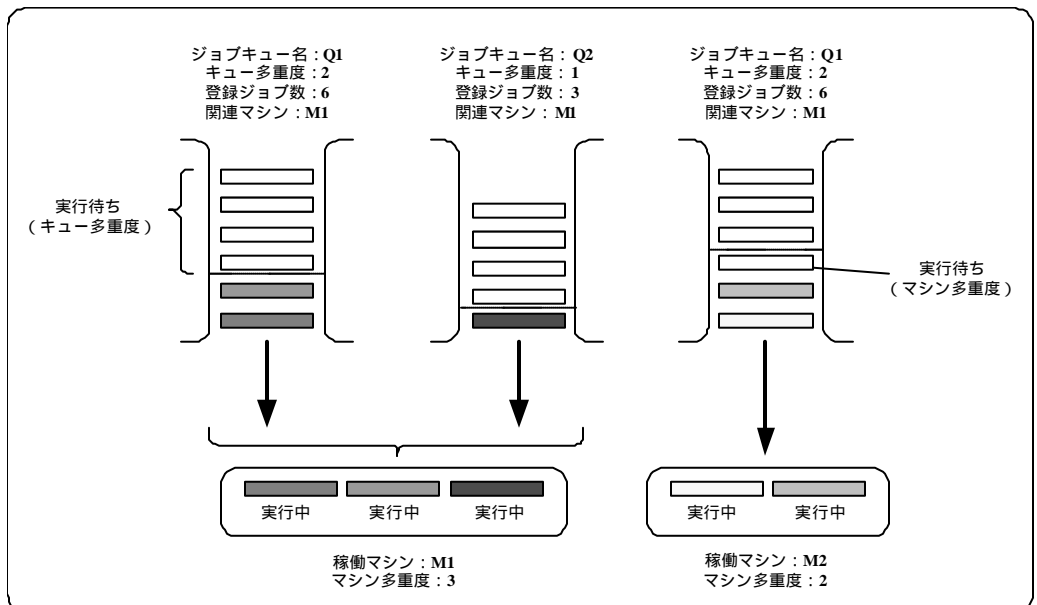 ジョブキュー名：Q1
キュー多重度：2
登録ジョブ数：6
関連マシン：M1
ジョブキュー名：Q2
キュー多重度：1
登録ジョブ数：3
関連マシン：M1
ジョブキュー名：Q1
キュー多重度：2
登録ジョブ数：6
関連マシン：M1
実行待ち
（キュー多重度）
実行待ち
（マシン多重度）
実行中
実行中
実行中
実行中
実行中
稼働マシン：M1
マシン多重度：3
稼働マシン：M2
マシン多重度：2